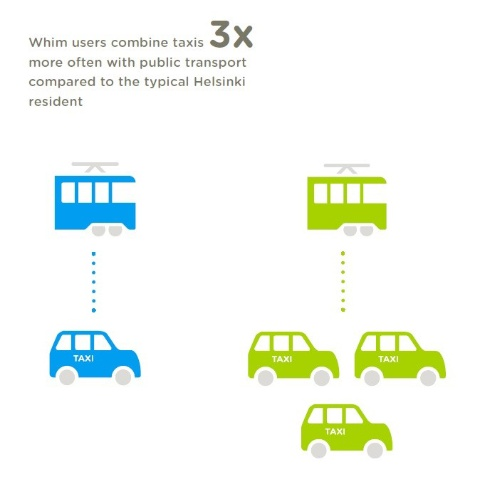 Whim users combine taxis 3x
more often with public transport
compared to the typical Helsinki
resident
TAXI
TAXI TAXI
TAXI